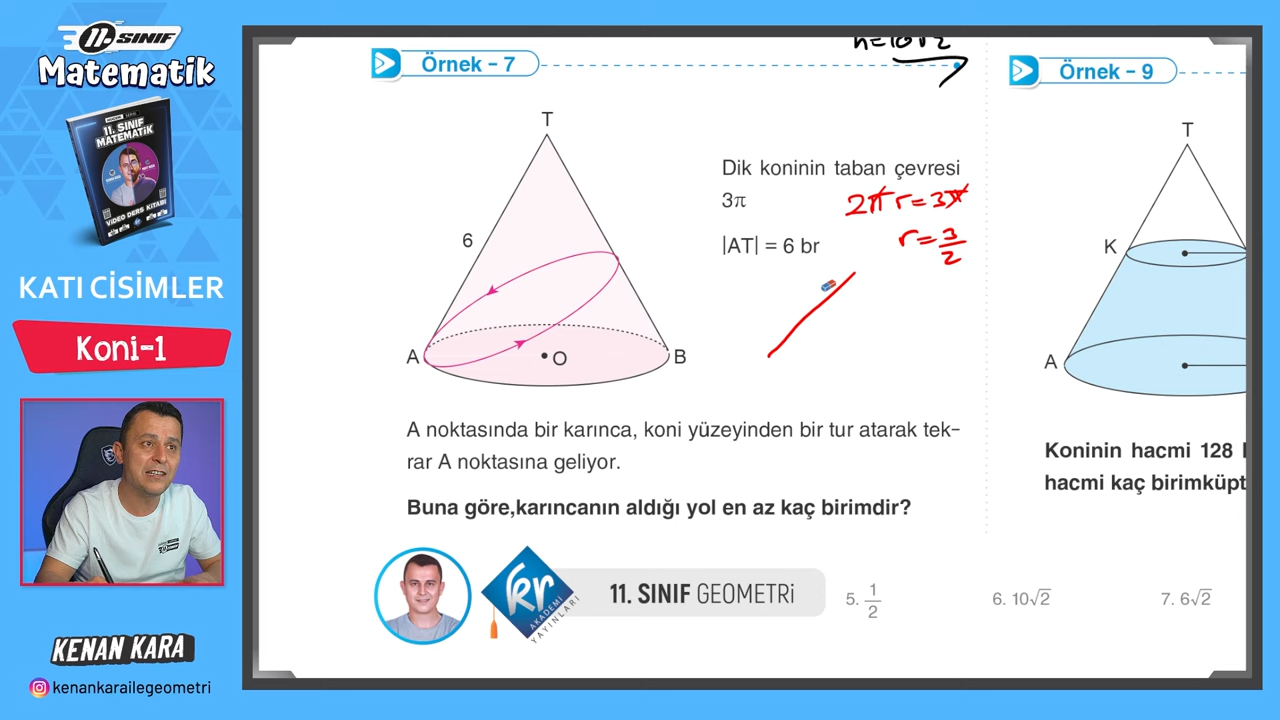 11. SINIF
Matematik
11. SINIF
MATEMATİK
VİDEO DERS KİTABI
KATI CİSİMLER
Koni-1
KENAN KARA
kenankarailegeometri
h=10√2
Örnek - 7
T
6
A
O
B
Dik koninin taban çevresi
3π
2π r = 3π
|AT| = 6 br
r = 3/2
A noktasında bir karınca, koni yüzeyinden bir tur atarak tek-
rar A noktasına geliyor.
Buna göre,karıncanın aldığı yol en az kaç birimdir?
Örnek - 9
T
K
A
Koninin hacmi 128
hacmi kaç birimküpt
kr
AKADEMİ
YAYINLARI
11. SINIF GEOMETRİ
5. 1/2
6. 10√2
7. 6√2